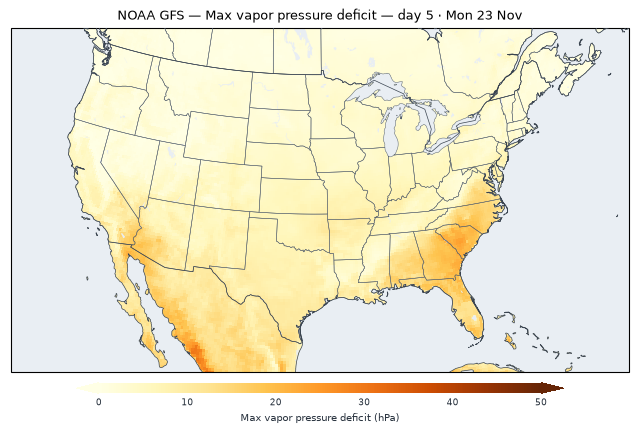 NOAA GFS — Max vapor pressure deficit — day 5 · Mon 23 Nov
0 10 20 30 40 50
Max vapor pressure deficit (hPa)